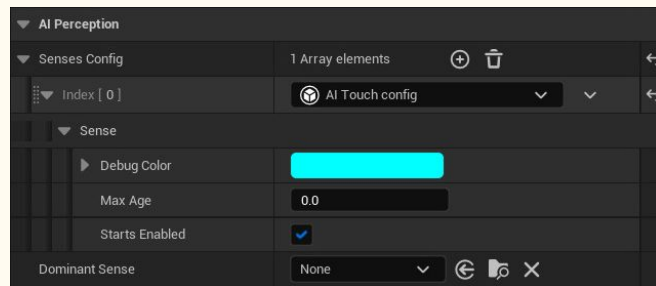 AI Perception
Senses Config 1 Array elements
Index [ 0 ] AI Touch config
Sense
Debug Color
Max Age 0.0
Starts Enabled
Dominant Sense None